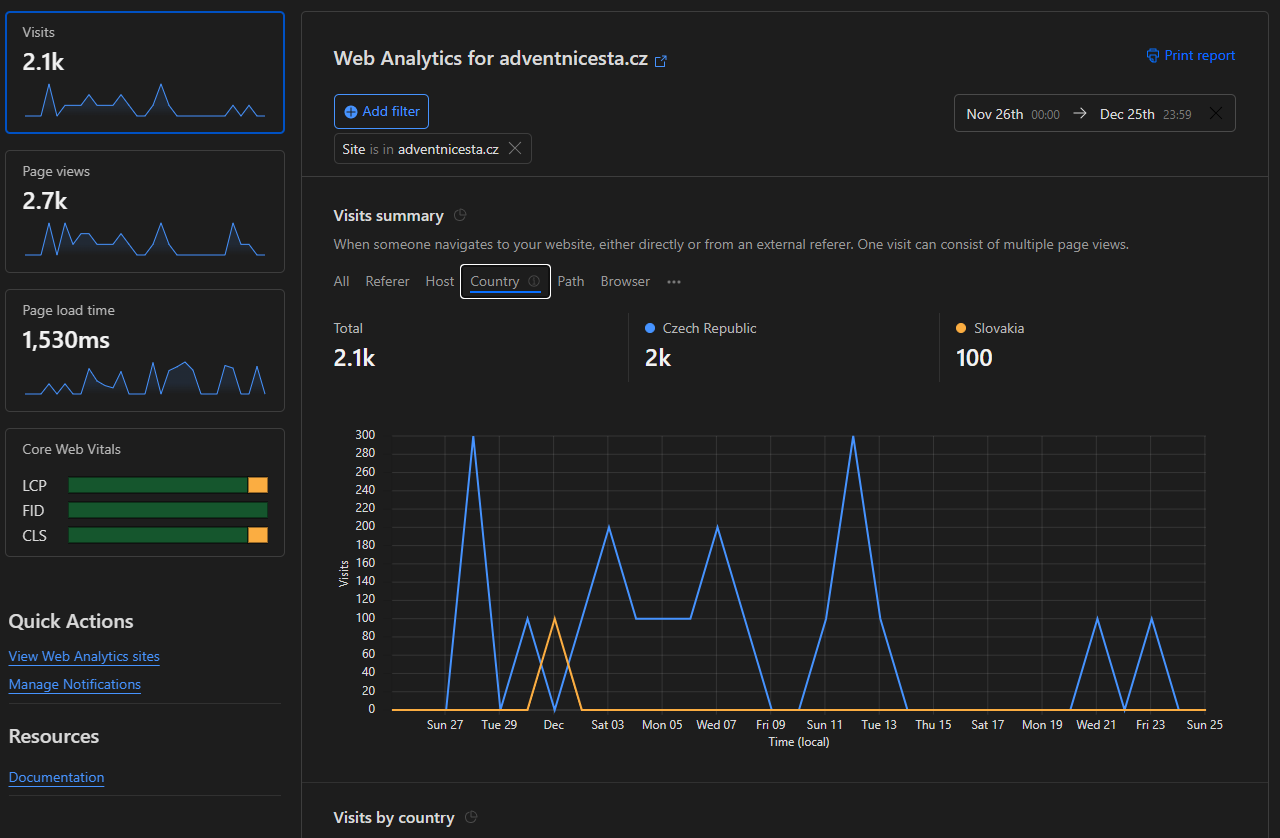 Visits
2.1k
Page views
2.7k
Page load time
1,530ms
Core Web Vitals
LCP
FID
CLS
Quick Actions
View Web Analytics sites
Manage Notifications
Resources
Documentation
Web Analytics for adventnicesta.cz
Print report
Add filter
Nov 26th 00:00 → Dec 25th 23:59
Site is in adventnicesta.cz
Visits summary
When someone navigates to your website, either directly or from an external referer. One visit can consist of multiple page views.
All Referer Host Country Path Browser
Total
2.1k
Czech Republic
2k
Slovakia
100
Visits
300
280
260
240
220
200
180
160
140
120
100
80
60
40
20
0
Sun 27 Tue 29 Dec Sat 03 Mon 05 Wed 07 Fri 09 Sun 11 Tue 13 Thu 15 Sat 17 Mon 19 Wed 21 Fri 23 Sun 25
Time (local)
Visits by country